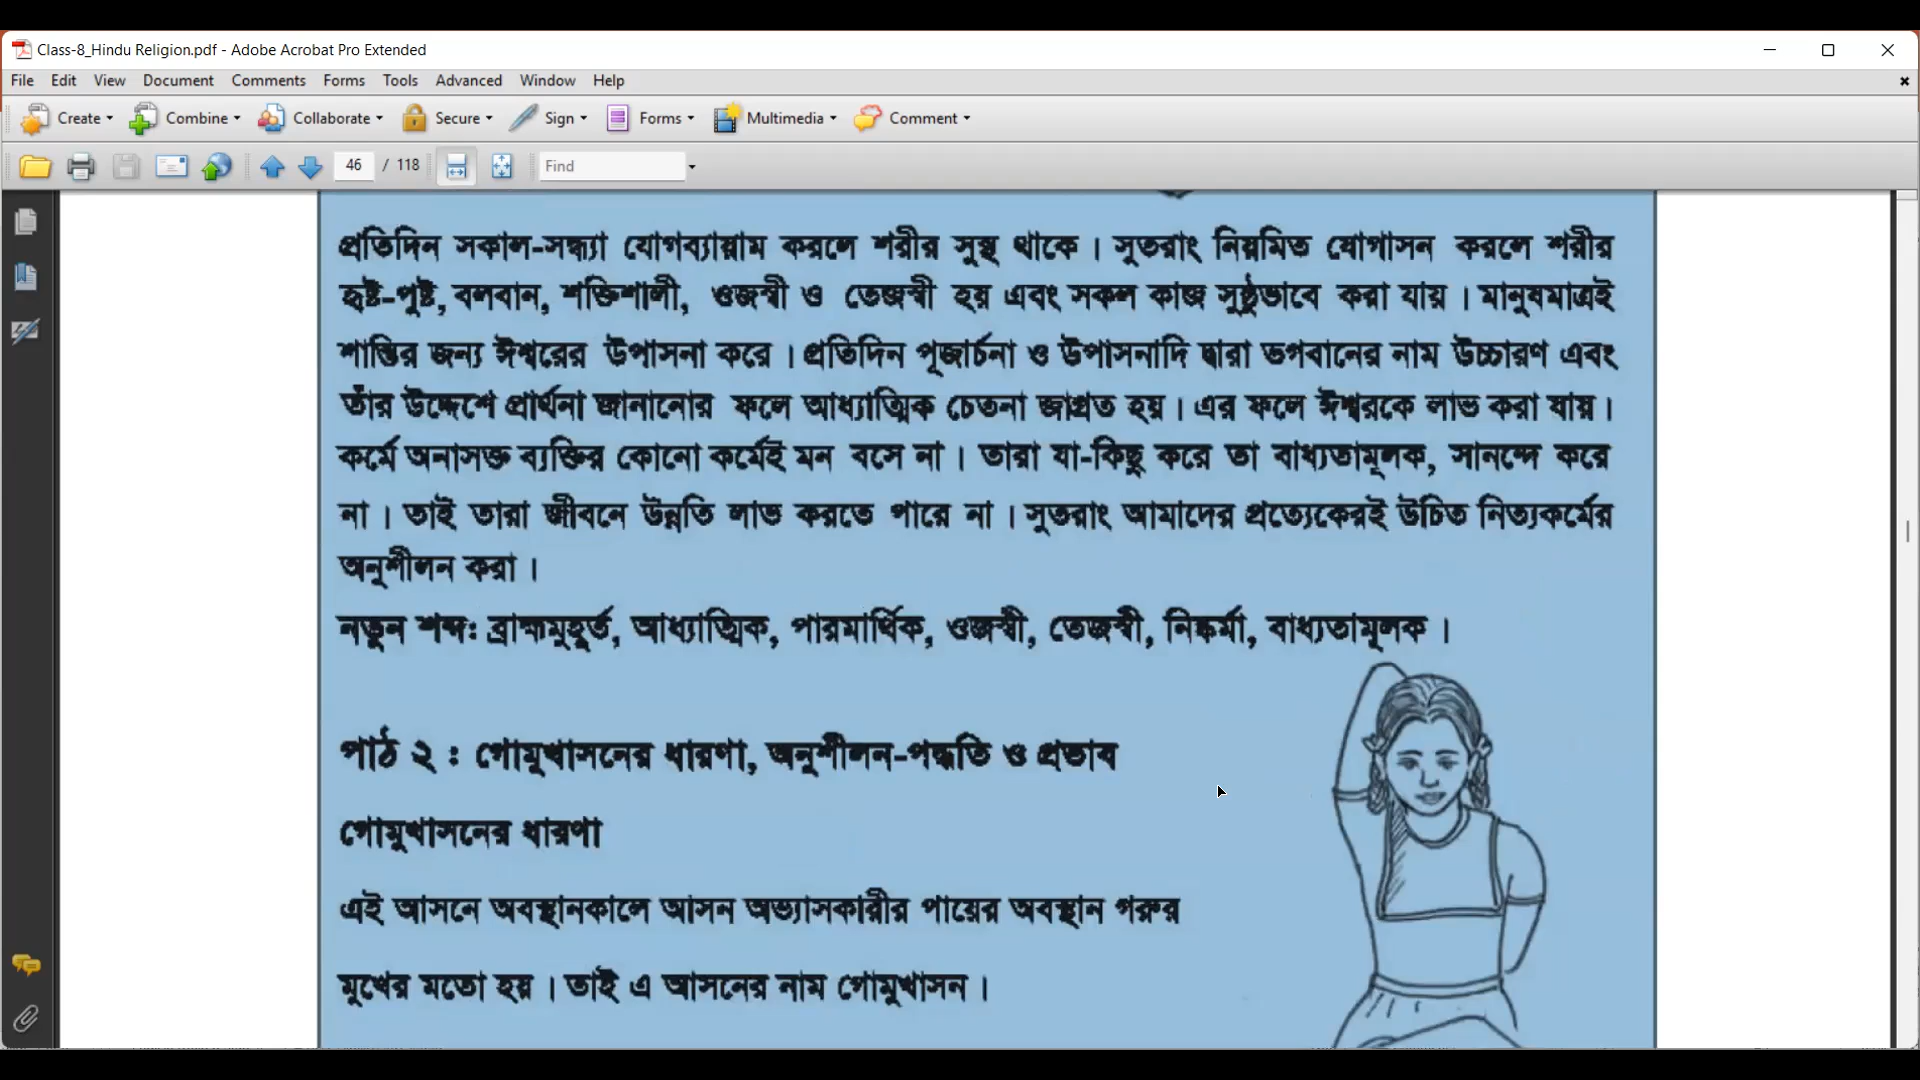 Class-8_Hindu Religion.pdf - Adobe Acrobat Pro Extended
File Edit View Document Comments Forms Tools Advanced Window Help
Create Combine Collaborate Secure Sign Forms Multimedia Comment
46 / 118 Find
প্রতিদিন সকাল-সন্ধ্যা যোগব্যায়াম করলে শরীর সুস্থ থাকে । সুতরাং নিয়মিত যোগাসন করলে শরীর
হৃষ্ট-পুষ্ট, বলবান, শক্তিশালী, ওজস্বী ও তেজস্বী হয় এবং সকল কাজ সুষ্ঠুভাবে করা যায় । মানুষমাত্রই
শান্তির জন্য ঈশ্বরের উপাসনা করে । প্রতিদিন পূজার্চনা ও উপাসনাদি দ্বারা ভগবানের নাম উচ্চারণ এবং
তাঁর উদ্দেশে প্রার্থনা জানানোর ফলে আধ্যাত্মিক চেতনা জাগ্রত হয় । এর ফলে ঈশ্বরকে লাভ করা যায় ।
কর্মে অনাসক্ত ব্যক্তির কোনো কর্মেই মন বসে না । তারা যা-কিছু করে তা বাধ্যতামূলক, সানন্দে করে
না । তাই তারা জীবনে উন্নতি লাভ করতে পারে না । সুতরাং আমাদের প্রত্যেকেরই উচিত নিত্যকর্মের
অনুশীলন করা ।
নতুন শব্দ: ব্রাহ্মমুহূর্ত, আধ্যাত্মিক, পারমার্থিক, ওজস্বী, তেজস্বী, নিষ্কর্মা, বাধ্যতামূলক ।
পাঠ ২ : গোমুখাসনের ধারণা, অনুশীলন-পদ্ধতি ও প্রভাব
গোমুখাসনের ধারণা
এই আসনে অবস্থানকালে আসন অভ্যাসকারীর পায়ের অবস্থান গরুর
মুখের মতো হয় । তাই এ আসনের নাম গোমুখাসন ।